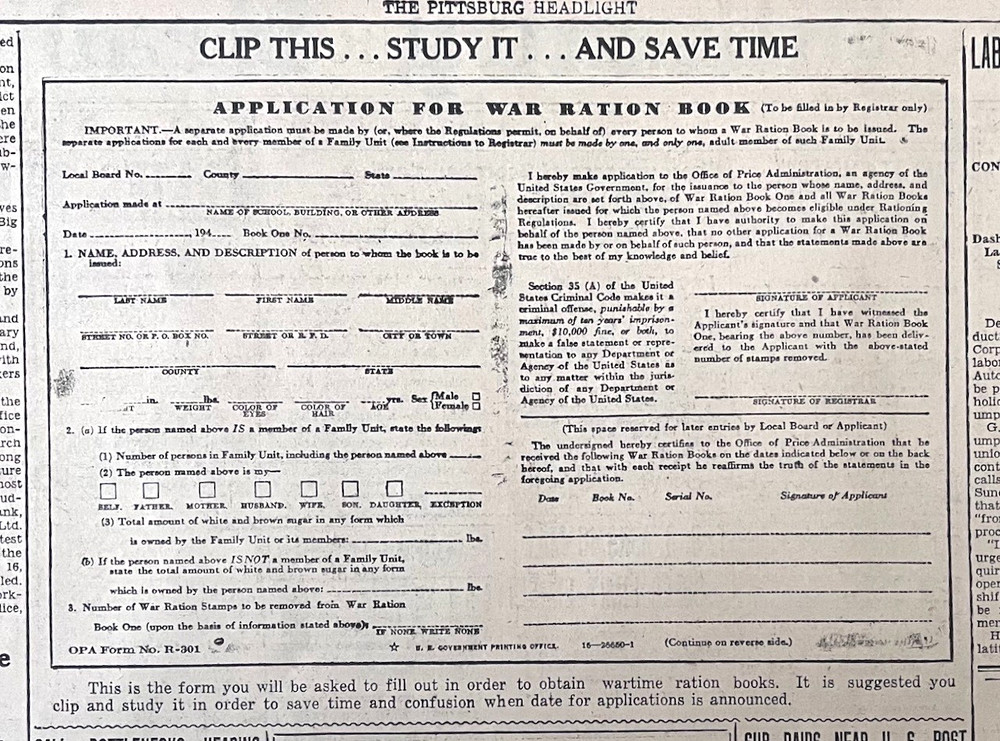 THE PITTSBURG HEADLIGHT
CLIP THIS . . . STUDY IT . . . AND SAVE TIME
APPLICATION FOR WAR RATION BOOK (To be filled in by Registrar only)
IMPORTANT.—A separate application must be made by (or, where the Regulations permit, on behalf of) every person to whom a War Ration Book is to be issued. The
separate applications for each and every member of a Family Unit (see Instructions to Registrar) must be made by one, and only one, adult member of such Family Unit.
Local Board No. County State
Application made at
NAME OF SCHOOL, BUILDING, OR OTHER ADDRESS
Date , 194 Book One No.
1. NAME, ADDRESS, AND DESCRIPTION of person to whom the book is to be
issued:
LAST NAME FIRST NAME MIDDLE NAME
STREET NO. OR P. O. BOX NO. STREET OR R. F. D. CITY OR TOWN
COUNTY STATE
in. lbs. yrs. Sex {Male □
{Female □
WEIGHT COLOR OF EYES COLOR OF HAIR AGE
2. (a) If the person named above IS a member of a Family Unit, state the following:
(1) Number of persons in Family Unit, including the person named above
(2) The person named above is my—
□ □ □ □ □ □ □
SELF. FATHER. MOTHER. HUSBAND. WIFE. SON. DAUGHTER. EXCEPTION
(3) Total amount of white and brown sugar in any form which
is owned by the Family Unit or its members: lbs.
(b) If the person named above IS NOT a member of a Family Unit,
state the total amount of white and brown sugar in any form
which is owned by the person named above: lbs.
3. Number of War Ration Stamps to be removed from War Ration
Book One (upon the basis of information stated above):
IF NONE, WRITE NONE
OPA Form No. R-301
☆ U. S. GOVERNMENT PRINTING OFFICE. 16—26650-1
I hereby make application to the Office of Price Administration, an agency of the
United States Government, for the issuance to the person whose name, address, and
description are set forth above, of War Ration Book One and all War Ration Books
hereafter issued for which the person named above becomes eligible under Rationing
Regulations. I hereby certify that I have authority to make this application on
behalf of the person named above, that no other application for a War Ration Book
has been made by or on behalf of such person, and that the statements made above are
true to the best of my knowledge and belief.
Section 35 (A) of the United
States Criminal Code makes it a
criminal offense, punishable by a
maximum of ten years' imprison-
ment, $10,000 fine, or both, to
make a false statement or repre-
sentation to any Department or
Agency of the United States as
to any matter within the juris-
diction of any Department or
Agency of the United States.
SIGNATURE OF APPLICANT
I hereby certify that I have witnessed the
Applicant's signature and that War Ration Book
One, bearing the above number, has been deliv-
ered to the Applicant with the above-stated
number of stamps removed.
SIGNATURE OF REGISTRAR
(This space reserved for later entries by Local Board or Applicant)
The undersigned hereby certifies to the Office of Price Administration that he
received the following War Ration Books on the dates indicated below or on the back
hereof, and that with each receipt he reaffirms the truth of the statements in the
foregoing application.
Date Book No. Serial No. Signature of Applicant
(Continue on reverse side.)
This is the form you will be asked to fill out in order to obtain wartime ration books. It is suggested you
clip and study it in order to save time and confusion when date for applications is announced.